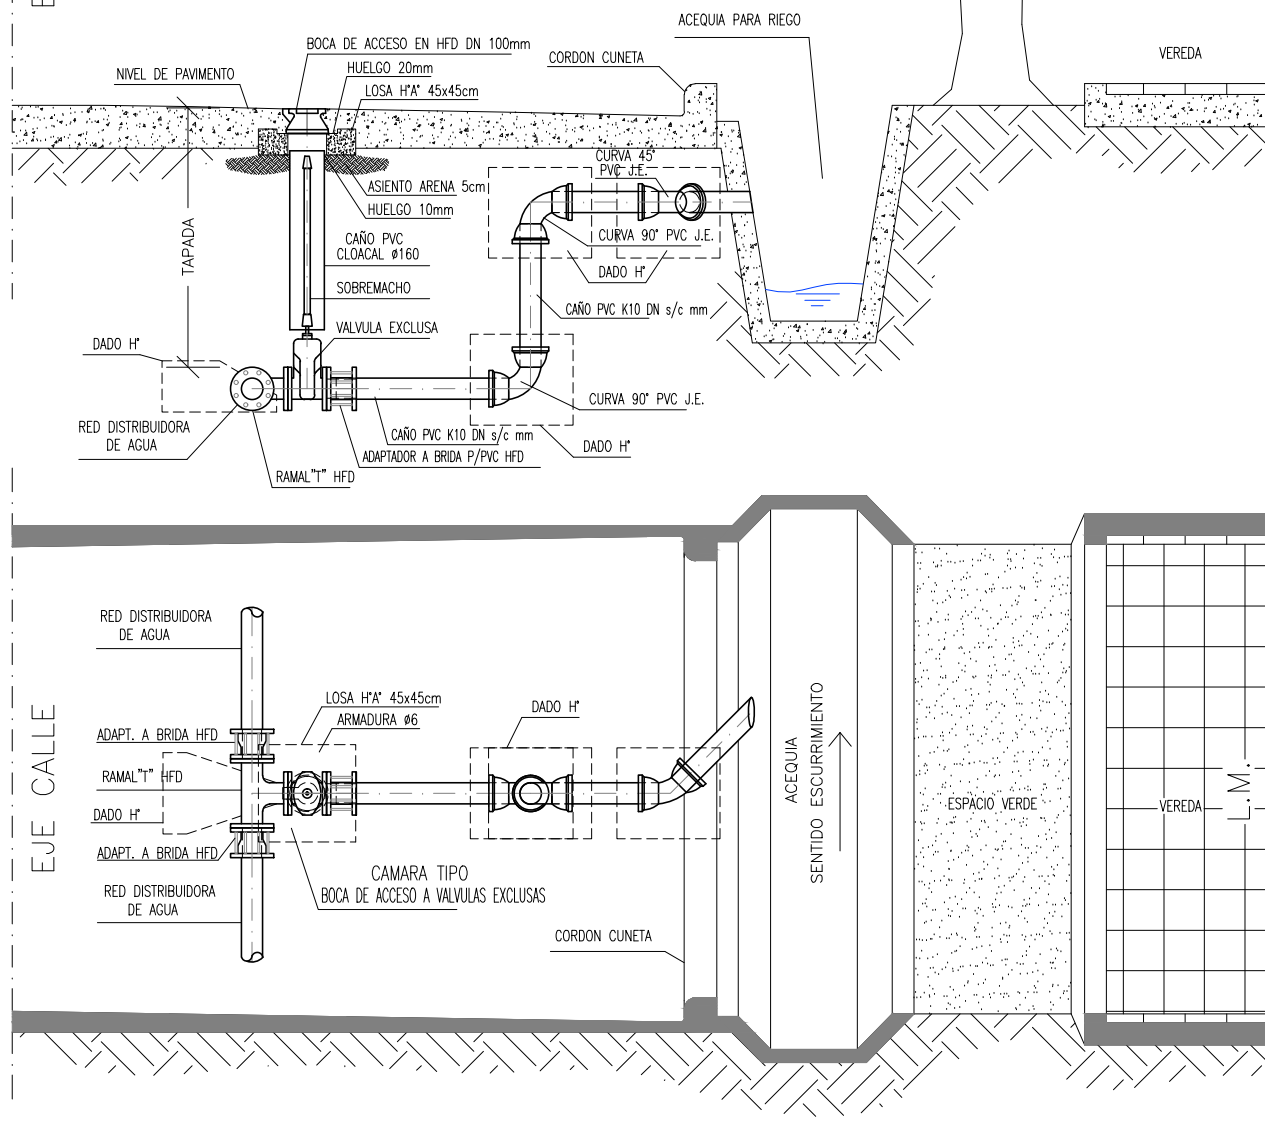 ACEQUIA PARA RIEGO
BOCA DE ACCESO EN HFD DN 100mm
CORDON CUNETA
VEREDA
HUELGO 20mm
NIVEL DE PAVIMENTO
LOSA H°A° 45x45cm
CURVA 45°
PVC J.E.
ASIENTO ARENA 5cm
HUELGO 10mm
TAPADA
CAÑO PVC
CLOACAL ø160
CURVA 90° PVC J.E.
DADO H°
SOBREMACHO
CAÑO PVC K10 DN s/c mm
VALVULA EXCLUSA
DADO H°
CURVA 90° PVC J.E.
RED DISTRIBUIDORA
DE AGUA
CAÑO PVC K10 DN s/c mm
DADO H°
ADAPTADOR A BRIDA P/PVC HFD
RAMAL"T" HFD
RED DISTRIBUIDORA
DE AGUA
EJE CALLE
LOSA H°A° 45x45cm
ARMADURA ø6
DADO H°
ADAPT. A BRIDA HFD
RAMAL"T" HFD
DADO H°
ADAPT. A BRIDA HFD
ACEQUIA
SENTIDO ESCURRIMIENTO
ESPACIO VERDE
VEREDA
L.M.
CAMARA TIPO
BOCA DE ACCESO A VALVULAS EXCLUSAS
RED DISTRIBUIDORA
DE AGUA
CORDON CUNETA